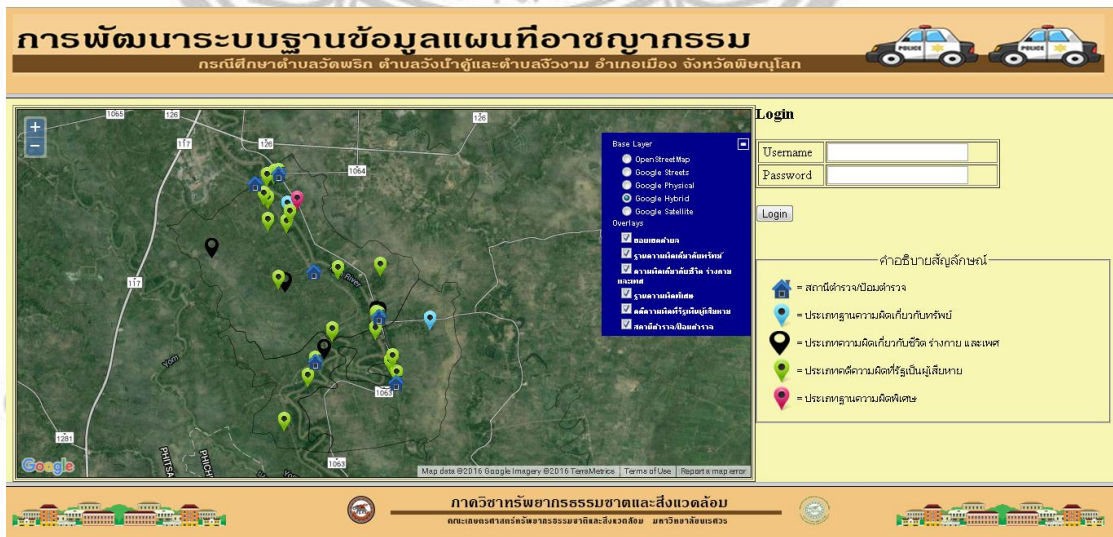 การพัฒนาระบบฐานข้อมูลแผนที่อาชญากรรม
กรณีศึกษาตำบลวัดพริก ตำบลวังน้ำคู้และตำบลงิ้วงาม อำเภอเมือง จังหวัดพิษณุโลก
1065
126
126
117
126
1064
+
−
117
River
Yom
1063
1281
1063
PHITSA
PHICH
Google
Map data ©2016 Google Imagery ©2016 TerraMetrics
Terms of Use
Report a map error
Base Layer
OpenStreetMap
Google Streets
Google Physical
Google Hybrid
Google Satellite
Overlays
ขอบเขตตำบล
ฐานความผิดเกี่ยวกับทรัพย์
ความผิดเกี่ยวกับชีวิต ร่างกาย
และเพศ
ฐานความผิดพิเศษ
คดีความผิดที่รัฐเป็นผู้เสียหาย
สถานีตำรวจ/ป้อมตำรวจ
POLICE
POLICE
Login
Username
Password
Login
คำอธิบายสัญลักษณ์
= สถานีตำรวจ/ป้อมตำรวจ
= ประเภทฐานความผิดเกี่ยวกับทรัพย์
= ประเภทความผิดเกี่ยวกับชีวิต ร่างกาย และเพศ
= ประเภทคดีความผิดที่รัฐเป็นผู้เสียหาย
= ประเภทฐานความผิดพิเศษ
ภาควิชาทรัพยากรธรรมชาติและสิ่งแวดล้อม
คณะเกษตรศาสตร์ทรัพยากรธรรมชาติและสิ่งแวดล้อม มหาวิทยาลัยนเรศวร